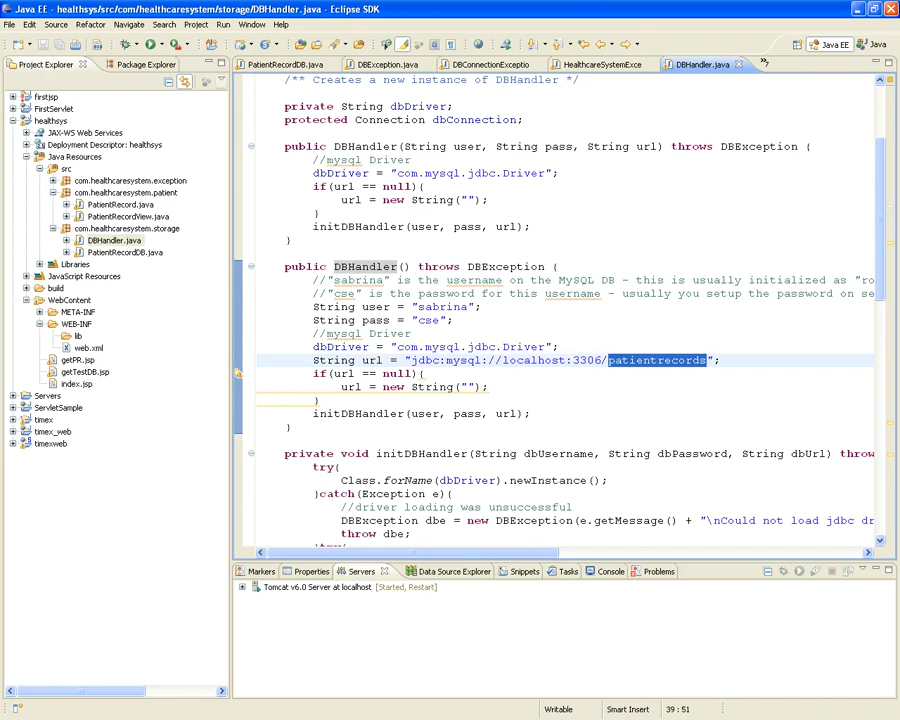 Java EE - healthsys/src/com/healthcaresystem/storage/DBHandler.java - Eclipse SDK
File Edit Source Refactor Navigate Search Project Run Window Help
Java EE Java
Project Explorer Package Explorer
firstjsp
FirstServlet
healthsys
JAX-WS Web Services
Deployment Descriptor: healthsys
Java Resources
src
com.healthcaresystem.exception
com.healthcaresystem.patient
PatientRecord.java
PatientRecordView.java
com.healthcaresystem.storage
DBHandler.java
PatientRecordDB.java
Libraries
JavaScript Resources
build
WebContent
META-INF
WEB-INF
lib
web.xml
getPR.jsp
getTestDB.jsp
index.jsp
Servers
ServletSample
timex
timex_web
timexweb
PatientRecordDB.java DBException.java DBConnectionExceptio HealthcareSystemExce DBHandler.java »7
/** Creates a new instance of DBHandler */
private String dbDriver;
protected Connection dbConnection;
public DBHandler(String user, String pass, String url) throws DBException {
//mysql Driver
dbDriver = "com.mysql.jdbc.Driver";
if(url == null){
url = new String("");
}
initDBHandler(user, pass, url);
}
public DBHandler() throws DBException {
//"sabrina" is the username on the MySQL DB - this is usually initialized as "ro
//"cse" is the password for this username - usually you setup the password on se
String user = "sabrina";
String pass = "cse";
//mysql Driver
dbDriver = "com.mysql.jdbc.Driver";
String url = "jdbc:mysql://localhost:3306/patientrecords";
if(url == null){
url = new String("");
}
initDBHandler(user, pass, url);
}
private void initDBHandler(String dbUsername, String dbPassword, String dbUrl) throw
try{
Class.forName(dbDriver).newInstance();
}catch(Exception e){
//driver loading was unsuccessful
DBException dbe = new DBException(e.getMessage() + "\nCould not load jdbc dr
throw dbe;
}try{
Markers Properties Servers Data Source Explorer Snippets Tasks Console Problems
Tomcat v6.0 Server at localhost [Started, Restart]
Writable Smart Insert 39 : 51